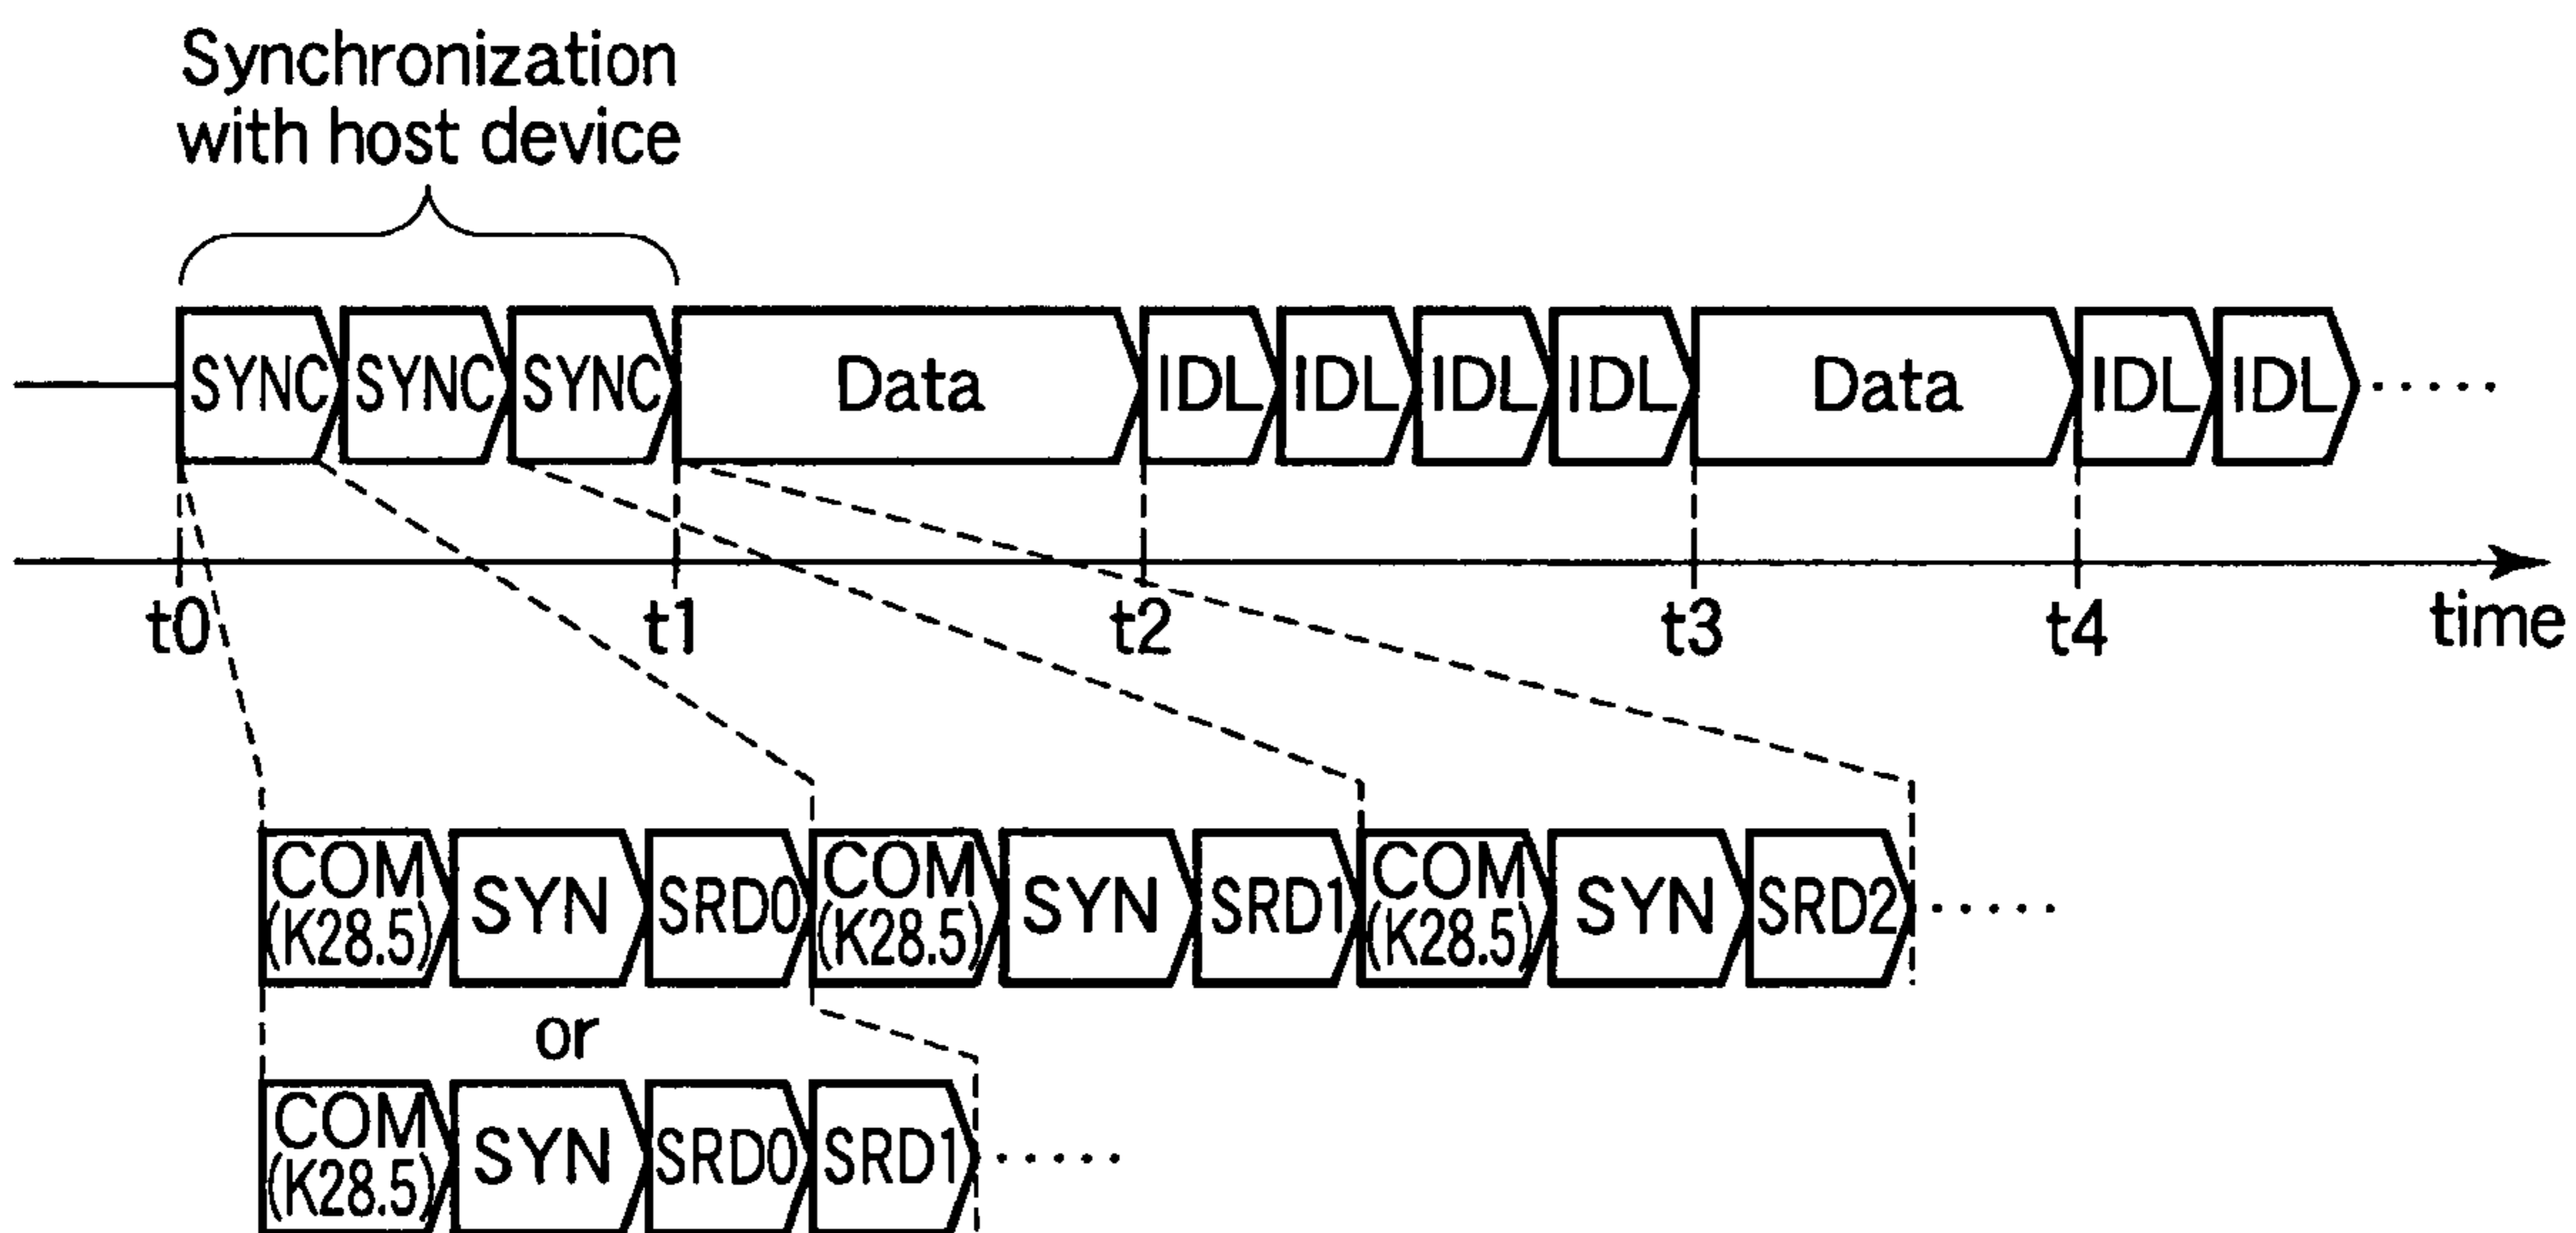 Synchronization
with host device
SYNC SYNC SYNC Data IDL IDL IDL IDL Data IDL IDL .....
t0 t1 t2 t3 t4 time
COM SYN SRD0 COM SYN SRD1 COM SYN SRD2 .....
(K28.5) (K28.5) (K28.5)
or
COM SYN SRD0 SRD1 .....
(K28.5)